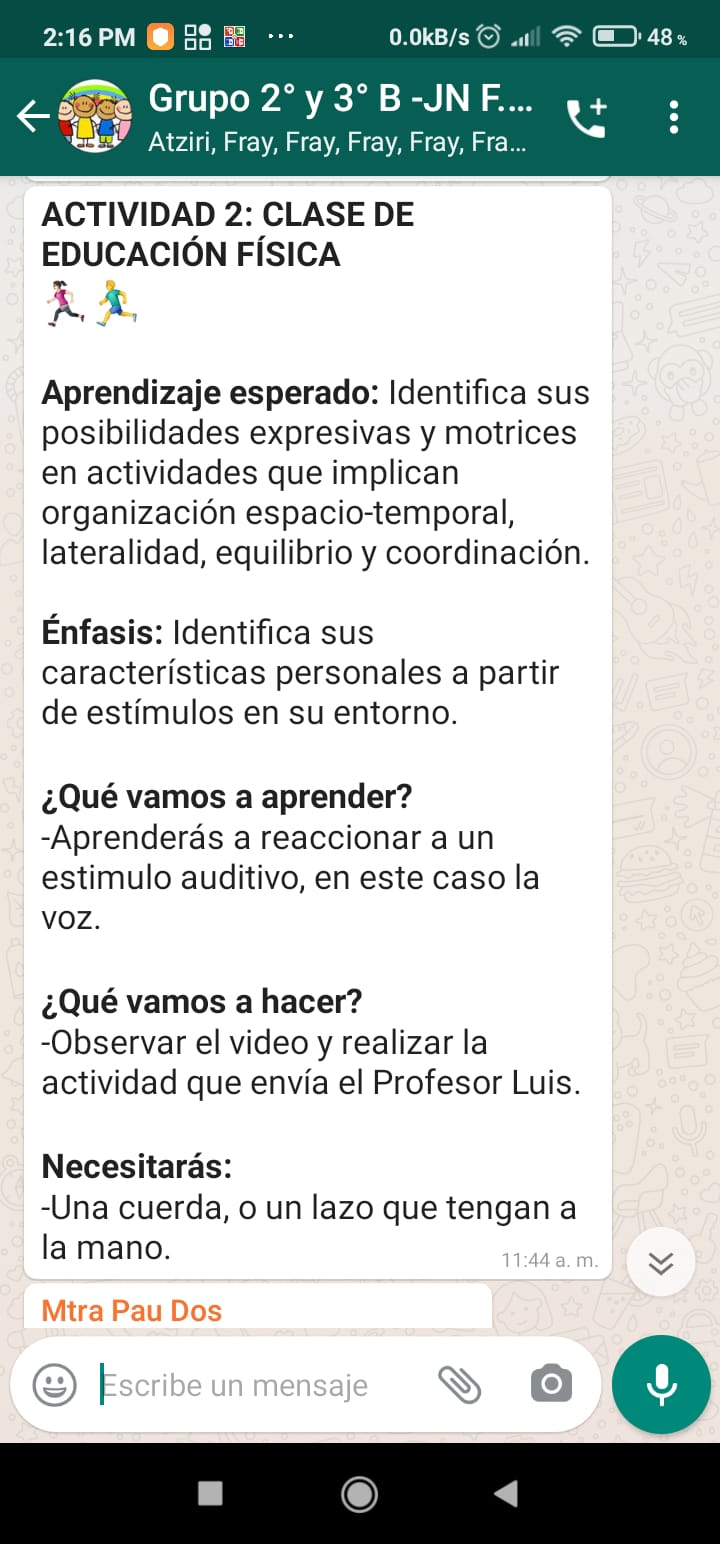 2:16 PM ... 0.0kB/s 48 %
Grupo 2° y 3° B -JN F....
Atziri, Fray, Fray, Fray, Fray, Fra...
ACTIVIDAD 2: CLASE DE
EDUCACIÓN FÍSICA
Aprendizaje esperado: Identifica sus
posibilidades expresivas y motrices
en actividades que implican
organización espacio-temporal,
lateralidad, equilibrio y coordinación.
Énfasis: Identifica sus
características personales a partir
de estímulos en su entorno.
¿Qué vamos a aprender?
-Aprenderás a reaccionar a un
estimulo auditivo, en este caso la
voz.
¿Qué vamos a hacer?
-Observar el video y realizar la
actividad que envía el Profesor Luis.
Necesitarás:
-Una cuerda, o un lazo que tengan a
la mano.
11:44 a. m.
Mtra Pau Dos
Escribe un mensaje